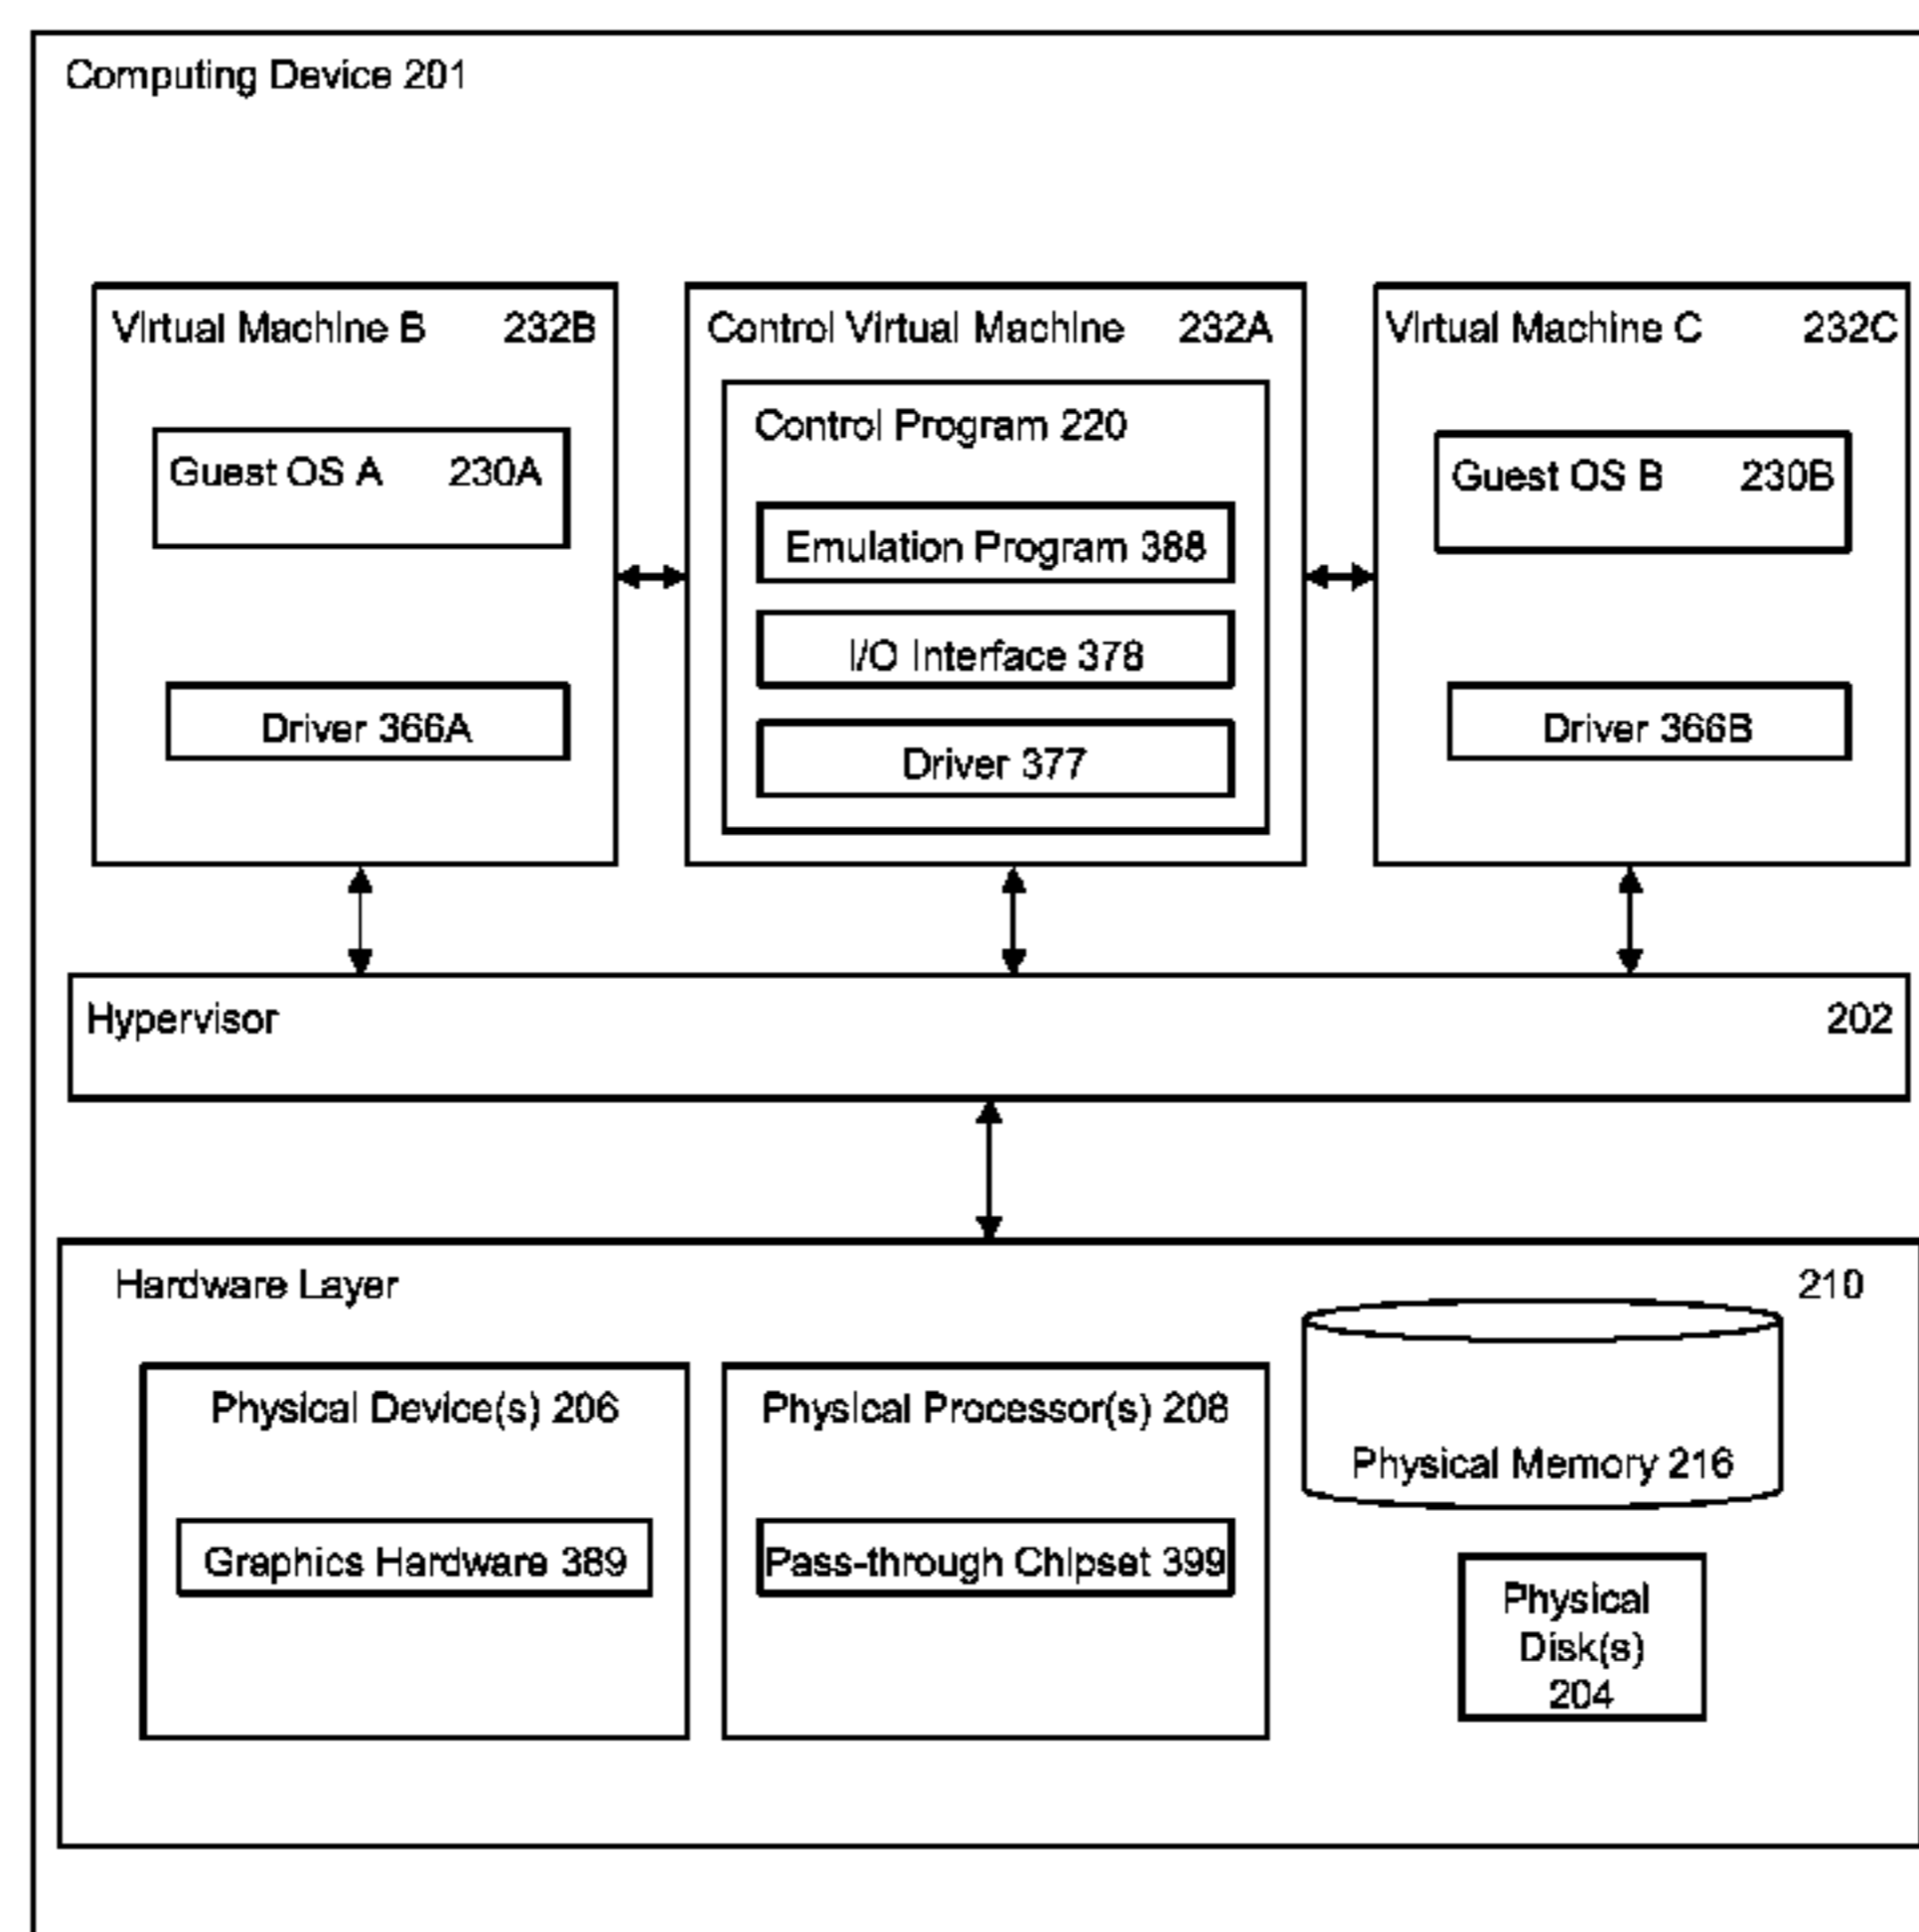 Computing Device 201
Virtual Machine B 232B
Guest OS A 230A
Driver 366A
Control Virtual Machine 232A
Control Program 220
Emulation Program 388
I/O Interface 378
Driver 377
Virtual Machine C 232C
Guest OS B 230B
Driver 366B
Hypervisor 202
Hardware Layer 210
Physical Device(s) 206
Graphics Hardware 389
Physical Processor(s) 208
Pass-through Chipset 399
Physical Memory 216
Physical
Disk(s)
204